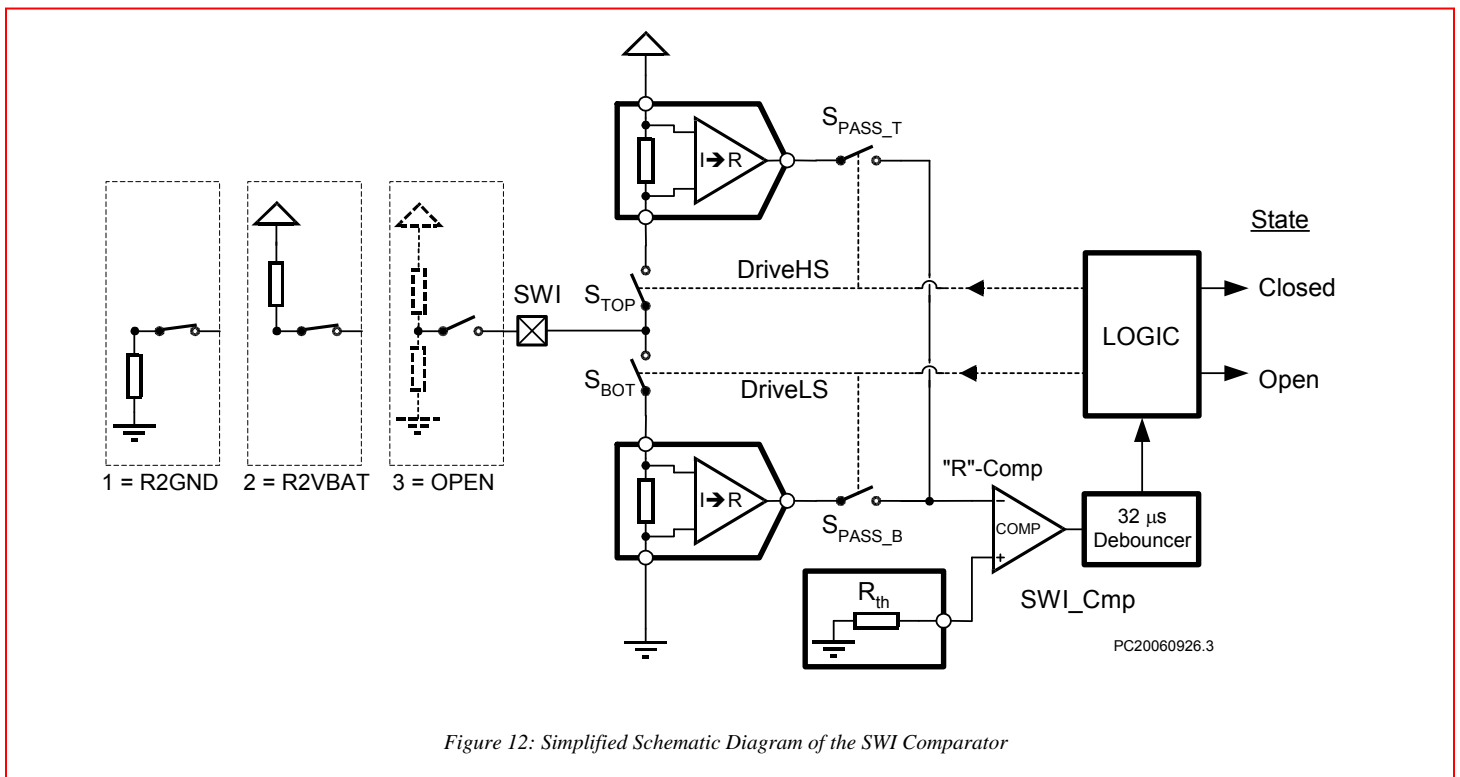 S_PASS_T
I➔R
State
SWI
S_TOP
DriveHS
Closed
LOGIC
S_BOT
DriveLS
Open
1 = R2GND
2 = R2VBAT
3 = OPEN
I➔R
S_PASS_B
"R"-Comp
−
COMP
+
32 µs
Debouncer
R_th
SWI_Cmp
PC20060926.3
Figure 12: Simplified Schematic Diagram of the SWI Comparator